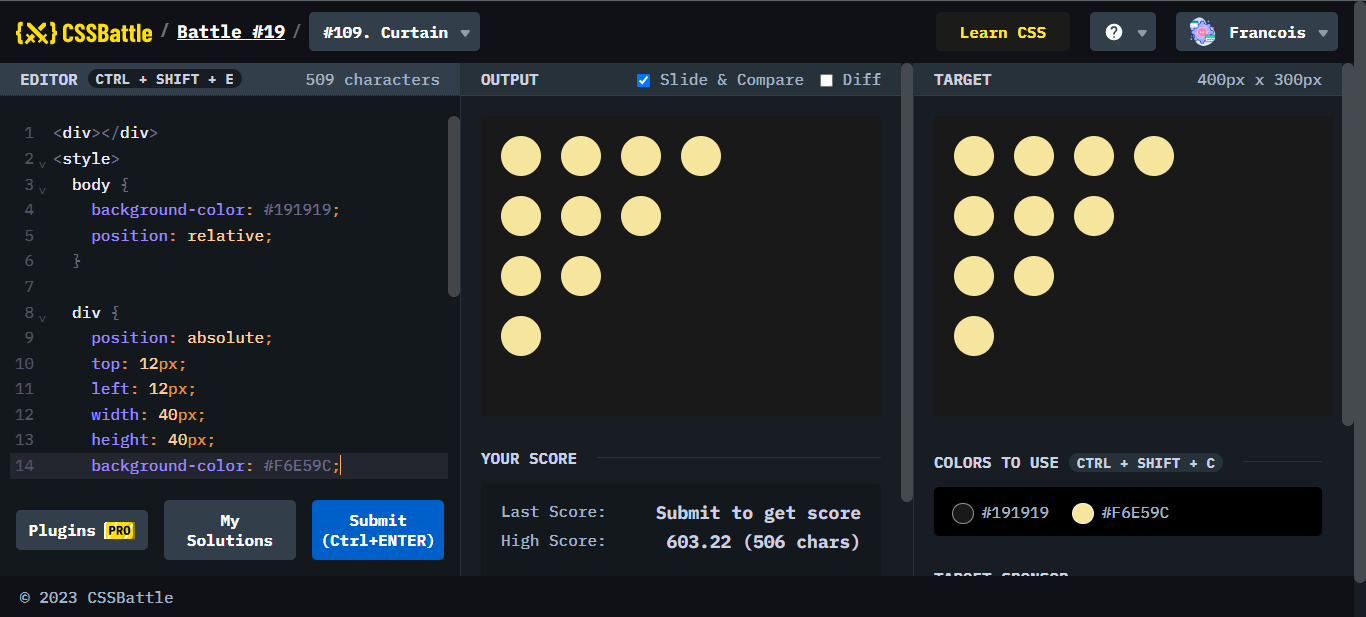 {X} CSSBattle / Battle #19 / #109. Curtain
Learn CSS
?
Francois
EDITOR CTRL + SHIFT + E 509 characters
OUTPUT Slide & Compare Diff
TARGET 400px x 300px
1 <div></div>
2 <style>
3 body {
4 background-color: #191919;
5 position: relative;
6 }
7
8 div {
9 position: absolute;
10 top: 12px;
11 left: 12px;
12 width: 40px;
13 height: 40px;
14 background-color: #F6E59C;
Plugins PRO
My
Solutions
Submit
(Ctrl+ENTER)
YOUR SCORE
Last Score: Submit to get score
High Score: 603.22 (506 chars)
COLORS TO USE CTRL + SHIFT + C
#191919 #F6E59C
TARGET SPONSOR
© 2023 CSSBattle